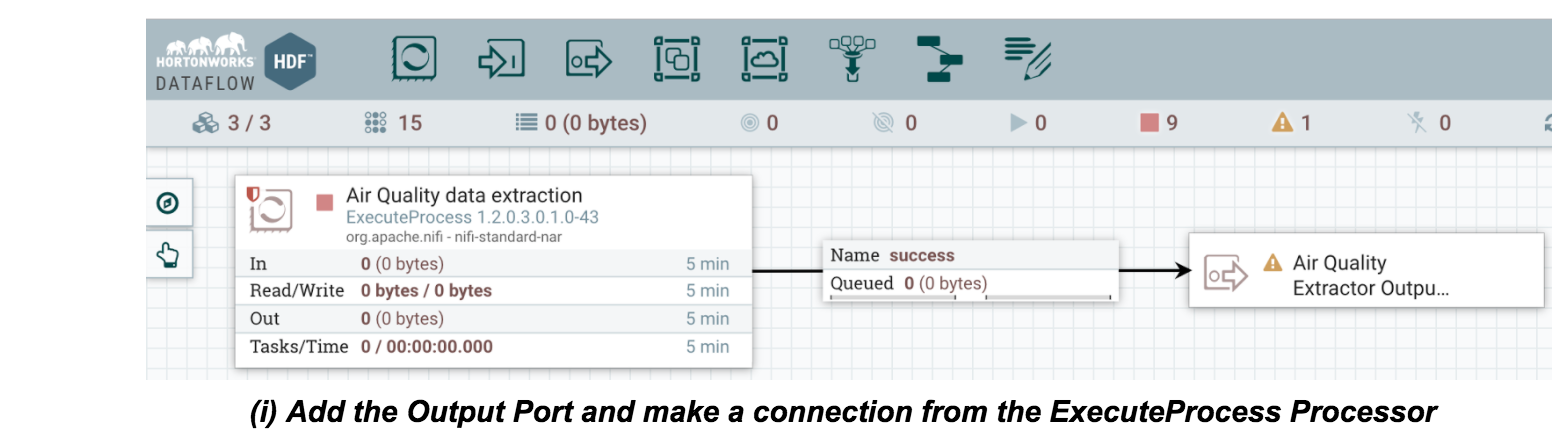 HORTONWORKS
DATAFLOW
HDF™
3 / 3
15
0 (0 bytes)
0
0
0
9
1
0
Air Quality data extraction
ExecuteProcess 1.2.0.3.0.1.0-43
org.apache.nifi - nifi-standard-nar
In 0 (0 bytes) 5 min
Read/Write 0 bytes / 0 bytes 5 min
Out 0 (0 bytes) 5 min
Tasks/Time 0 / 00:00:00.000 5 min
Name success
Queued 0 (0 bytes)
Air Quality
Extractor Outpu...
(i) Add the Output Port and make a connection from the ExecuteProcess Processor